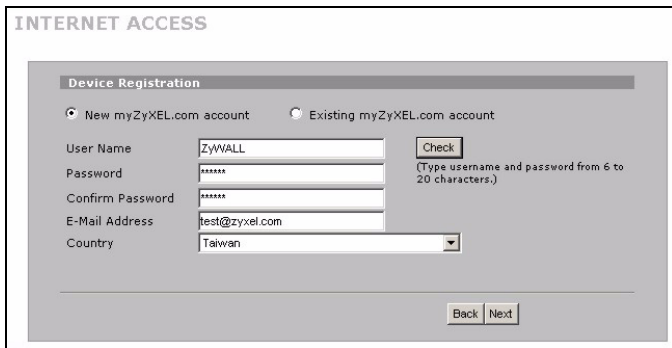 INTERNET ACCESS
Device Registration
New myZyXEL.com account Existing myZyXEL.com account
User Name ZyWALL Check
(Type username and password from 6 to
20 characters.)
Password ******
Confirm Password ******
E-Mail Address test@zyxel.com
Country Taiwan
Back Next